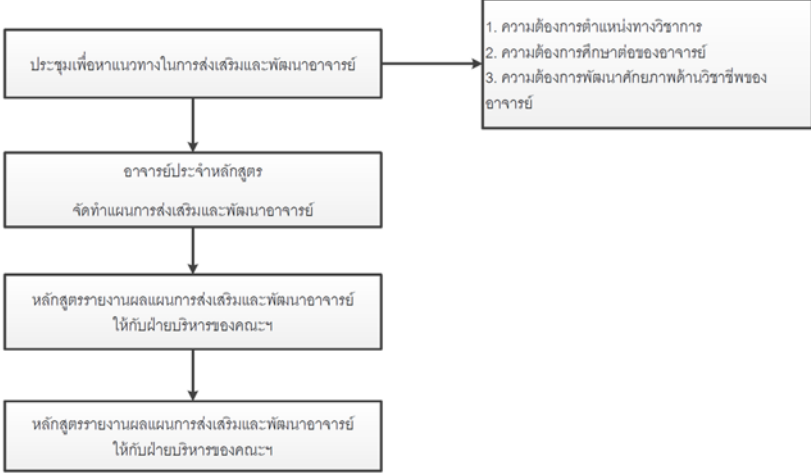 ประชุมเพื่อหาแนวทางในการส่งเสริมและพัฒนาอาจารย์
1. ความต้องการตำแหน่งทางวิชาการ
2. ความต้องการศึกษาต่อของอาจารย์
3. ความต้องการพัฒนาศักยภาพด้านวิชาชีพของ
อาจารย์
อาจารย์ประจำหลักสูตร
จัดทำแผนการส่งเสริมและพัฒนาอาจารย์
หลักสูตรรายงานผลแผนการส่งเสริมและพัฒนาอาจารย์
ให้กับฝ่ายบริหารของคณะฯ
หลักสูตรรายงานผลแผนการส่งเสริมและพัฒนาอาจารย์
ให้กับฝ่ายบริหารของคณะฯ